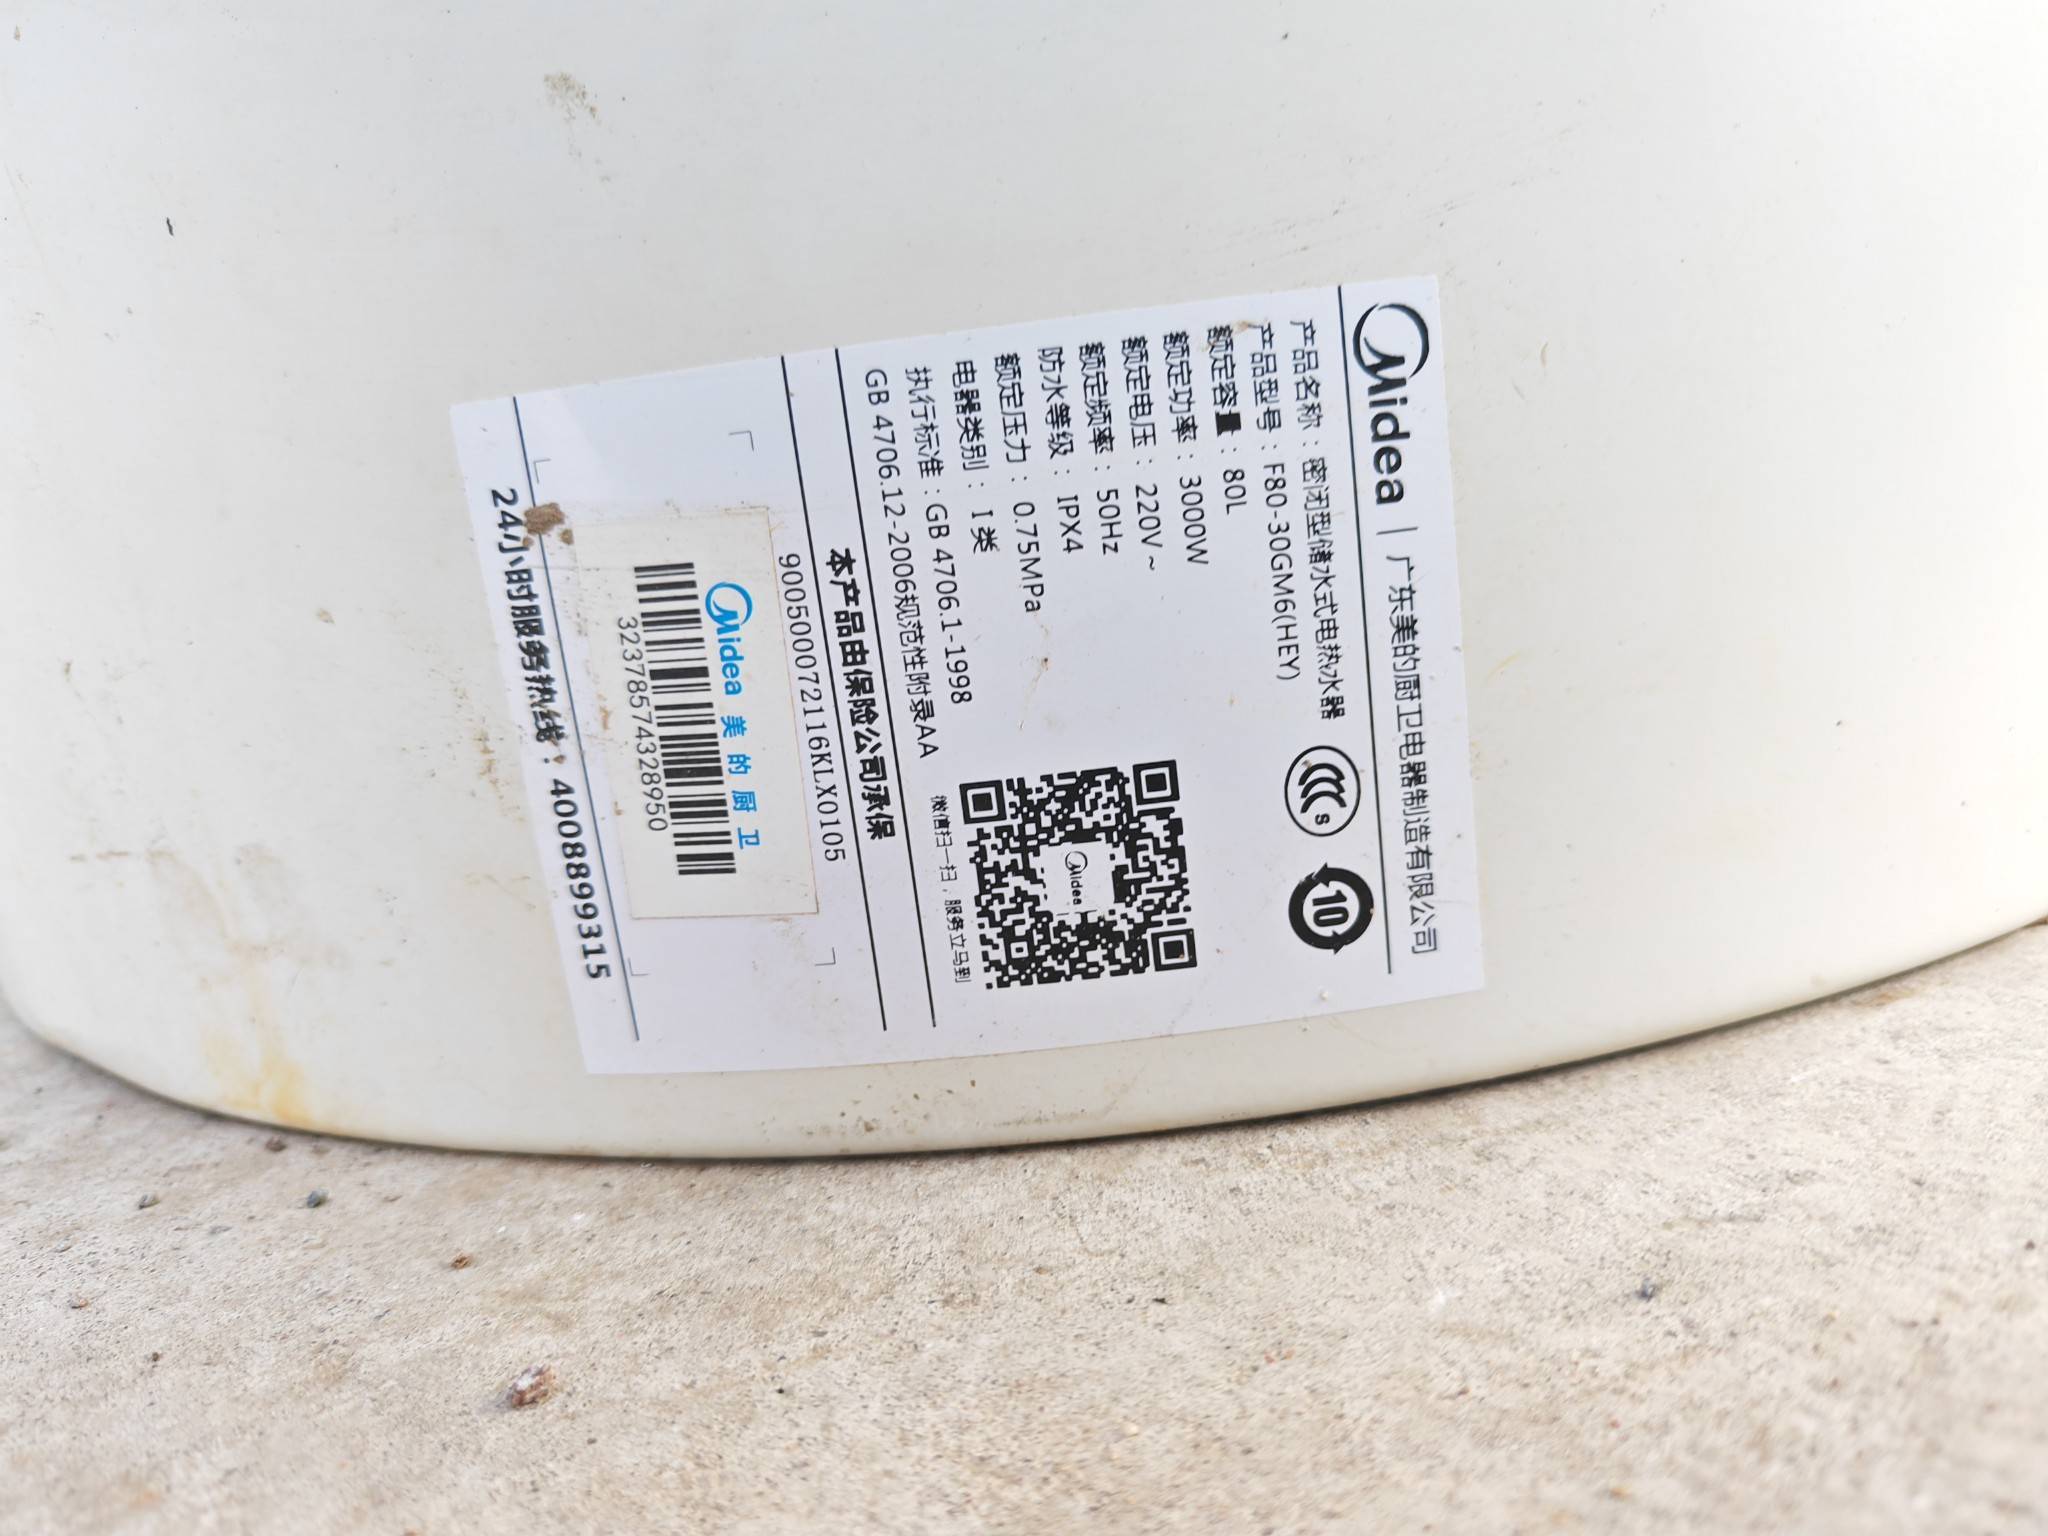 Midea | 广东美的厨卫电器制造有限公司
产品名称：密闭型储水式电热水器
产品型号：F80-30GM6(HEY)
额定容量：80L
额定功率：3000W
额定电压：220V~
额定频率：50Hz
防水等级：IPX4
额定压力：0.75MPa
电器类别：I类
执行标准：GB 4706.1-1998
GB 4706.12-2006规范性附录AA
CCC S
10
Midea
微信扫一扫，服务立马到
本产品由保险公司承保
900500072116KLX0105
Midea 美的厨卫
32378574328950
24小时服务热线：4008899315